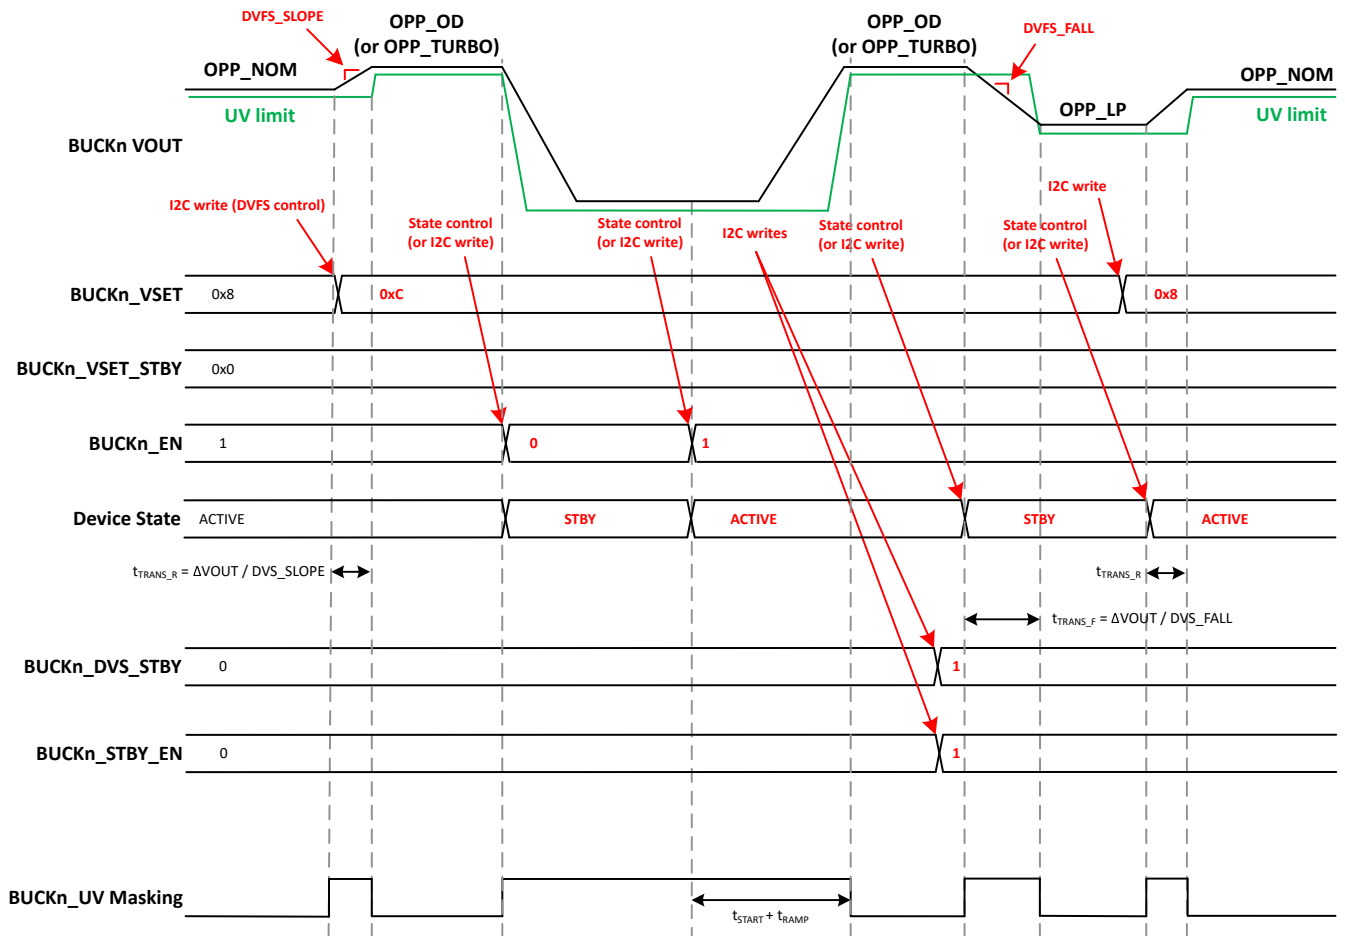 DVFS_SLOPE
OPP_OD
(or OPP_TURBO)
OPP_OD
(or OPP_TURBO)
DVFS_FALL
OPP_NOM
OPP_NOM
UV limit
OPP_LP
UV limit
BUCKn VOUT
I2C write (DVFS control)
State control
(or I2C write)
State control
(or I2C write)
I2C writes
State control
(or I2C write)
I2C write
State control
(or I2C write)
BUCKn_VSET 0x8 0xC 0x8
BUCKn_VSET_STBY 0x0
BUCKn_EN 1 0 1
Device State ACTIVE STBY ACTIVE STBY ACTIVE
tTRANS_R = ΔVOUT / DVS_SLOPE
tTRANS_R
tTRANS_F = ΔVOUT / DVS_FALL
BUCKn_DVS_STBY 0 1
BUCKn_STBY_EN 0 1
BUCKn_UV Masking
tSTART + tRAMP